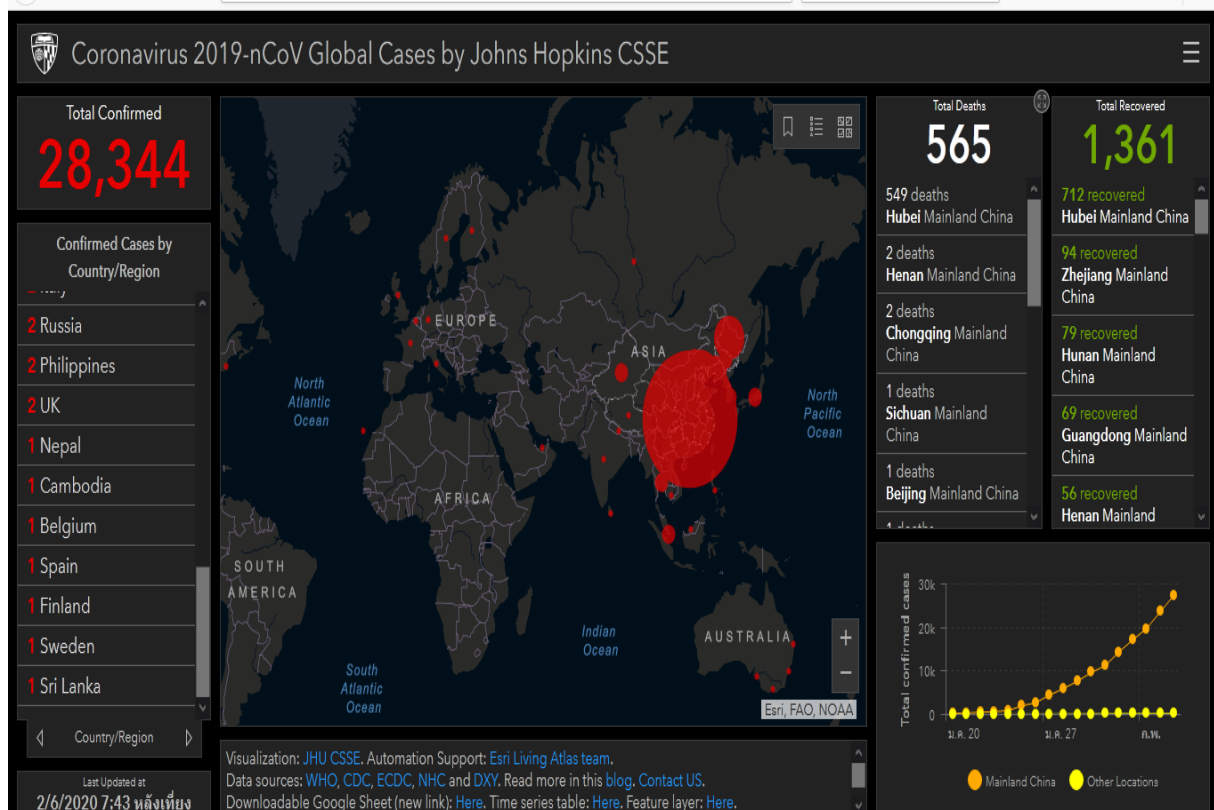 Coronavirus 2019-nCoV Global Cases by Johns Hopkins CSSE
Total Confirmed
28,344
Confirmed Cases by
Country/Region
2 Italy
2 Russia
2 Philippines
2 UK
1 Nepal
1 Cambodia
1 Belgium
1 Spain
1 Finland
1 Sweden
1 Sri Lanka
Country/Region
Last Updated at
2/6/2020 7:43 หลังเที่ยง
EUROPE
ASIA
North
Atlantic
Ocean
North
Pacific
Ocean
AFRICA
SOUTH
AMERICA
Indian
Ocean
AUSTRALIA
South
Atlantic
Ocean
Esri, FAO, NOAA
+
−
Visualization: JHU CSSE. Automation Support: Esri Living Atlas team.
Data sources: WHO, CDC, ECDC, NHC and DXY. Read more in this blog. Contact US.
Downloadable Google Sheet (new link): Here. Time series table: Here. Feature layer: Here.
Total Deaths
565
549 deaths
Hubei Mainland China
2 deaths
Henan Mainland China
2 deaths
Chongqing Mainland
China
1 deaths
Sichuan Mainland
China
1 deaths
Beijing Mainland China
1 deaths
Total Recovered
1,361
712 recovered
Hubei Mainland China
94 recovered
Zhejiang Mainland
China
79 recovered
Hunan Mainland
China
69 recovered
Guangdong Mainland
China
56 recovered
Henan Mainland
Total confirmed cases
30k
20k
10k
0
ม.ค. 20
ม.ค. 27
ก.พ.
Mainland China
Other Locations